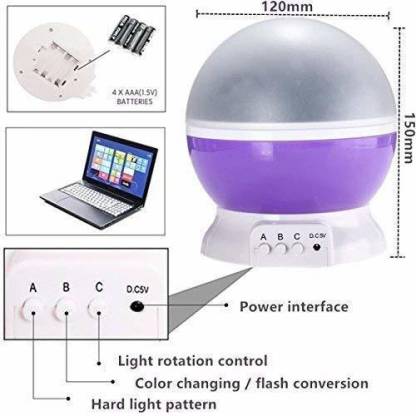 120mm
150mm
4 X AAA(1.5V)
BATTERIES
A B C D.C5V
A B C D.C5V
Power interface
Light rotation control
Color changing / flash conversion
Hard light pattern